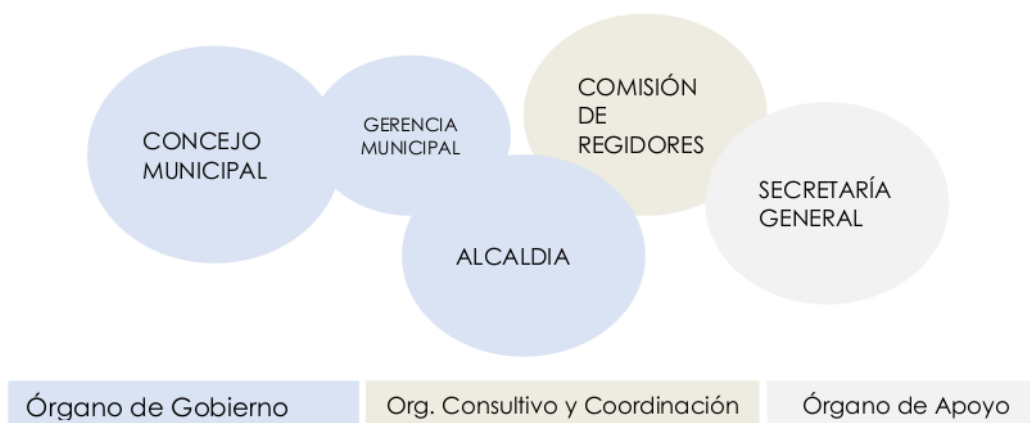 CONCEJO
MUNICIPAL
GERENCIA
MUNICIPAL
COMISIÓN
DE
REGIDORES
SECRETARÍA
GENERAL
ALCALDIA
Órgano de Gobierno
Org. Consultivo y Coordinación
Órgano de Apoyo